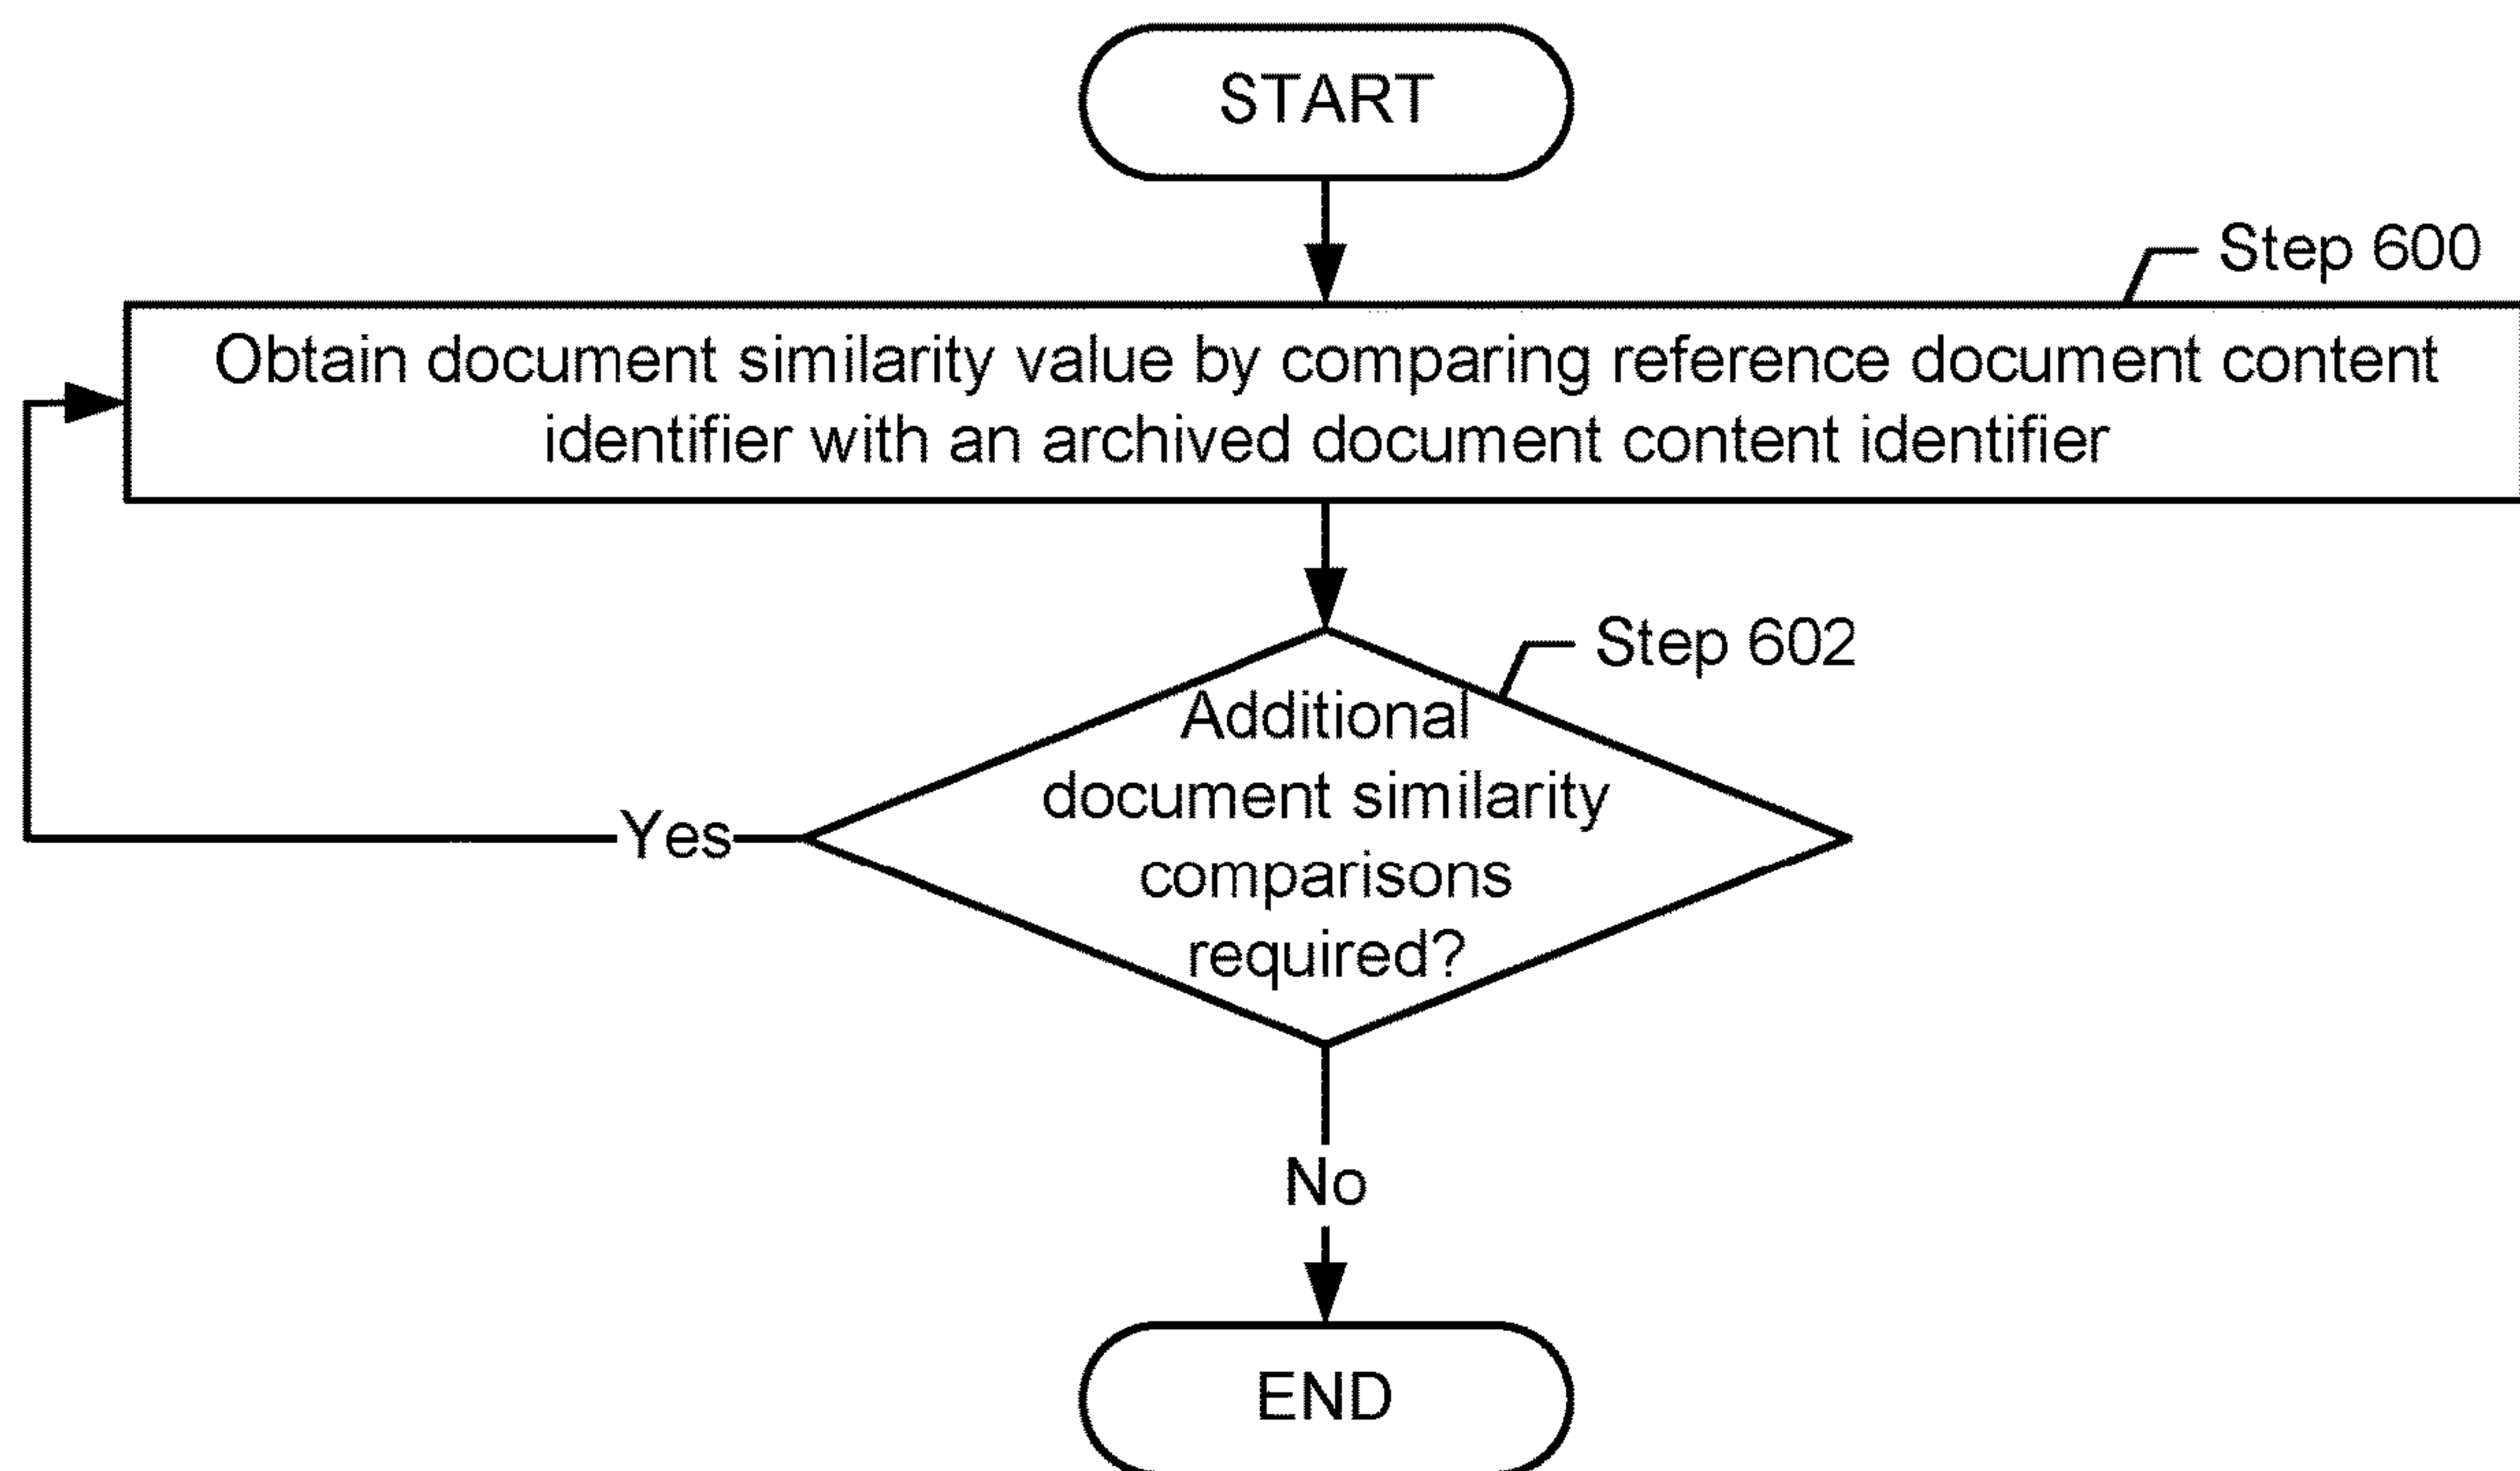 START
Step 600
Obtain document similarity value by comparing reference document content
identifier with an archived document content identifier
Step 602
Additional
document similarity
comparisons
required?
Yes
No
END